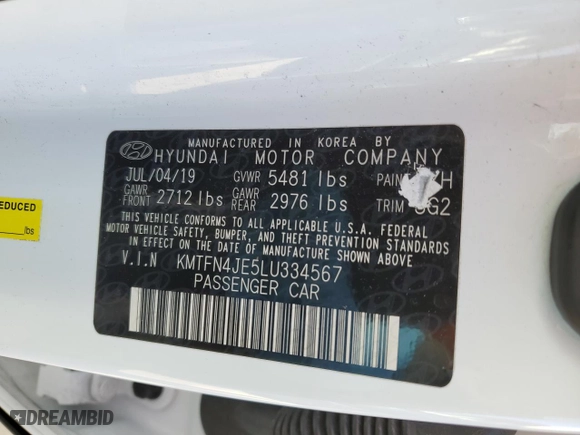 MANUFACTURED IN KOREA BY
HYUNDAI MOTOR COMPANY
JUL/04/19 GVWR 5481 lbs PAINT
GAWR FRONT 2712 lbs GAWR REAR 2976 lbs TRIM
THIS VEHICLE CONFORMS TO ALL APPLICABLE U.S.A. FEDERAL
MOTOR VEHICLE SAFETY, BUMPER, AND THEFT PREVENTION STANDARDS
IN EFFECT ON THE DATE OF MANUFACTURE SHOWN ABOVE
V.I.N KMTFN4JE5LU334567
PASSENGER CAR
REDUCED
lbs
DREAMBID